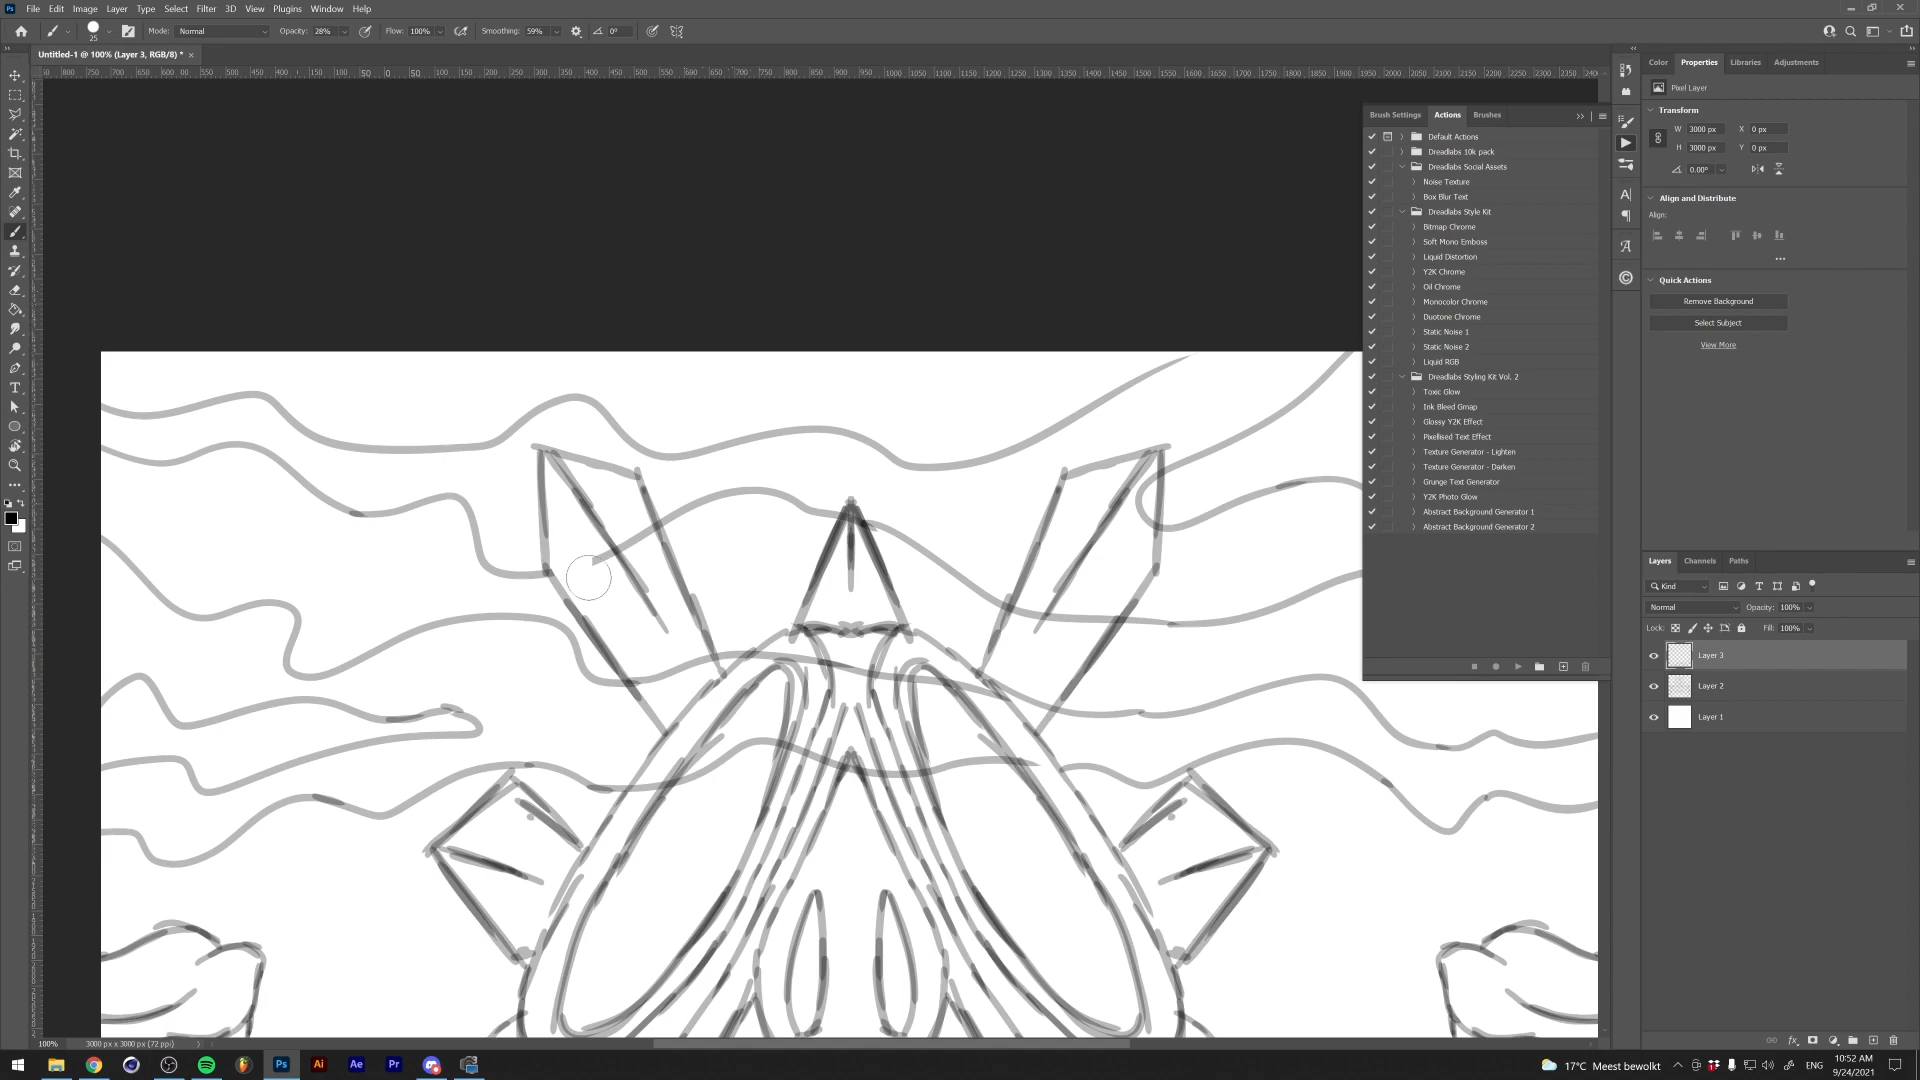 Ps File Edit Image Layer Type Select Filter 3D View Plugins Window Help
25 Mode: Normal Opacity: 28% Flow: 100% Smoothing: 59% 0°
Untitled-1 @ 100% (Layer 3, RGB/8) *
Color Properties Libraries Adjustments
Pixel Layer
Transform
W 3000 px X 0 px
H 3000 px Y 0 px
0.00°
Align and Distribute
Align:
Quick Actions
Remove Background
Select Subject
View More
Brush Settings Actions Brushes
Default Actions
Dreadlabs 10k pack
Dreadlabs Social Assets
Noise Texture
Box Blur Text
Dreadlabs Style Kit
Bitmap Chrome
Soft Mono Emboss
Liquid Distortion
Y2K Chrome
Oil Chrome
Monocolor Chrome
Duotone Chrome
Static Noise 1
Static Noise 2
Liquid RGB
Dreadlabs Styling Kit Vol. 2
Toxic Glow
Ink Bleed Gmap
Glossy Y2K Effect
Pixellised Text Effect
Texture Generator - Lighten
Texture Generator - Darken
Grunge Text Generator
Y2K Photo Glow
Abstract Background Generator 1
Abstract Background Generator 2
Layers Channels Paths
Kind
Normal Opacity: 100%
Lock: Fill: 100%
Layer 3
Layer 2
Layer 1
100% 3000 px x 3000 px (72 ppi)
Ps Ai Ae Pr
17°C Meest bewolkt ENG 10:52 AM
9/24/2021